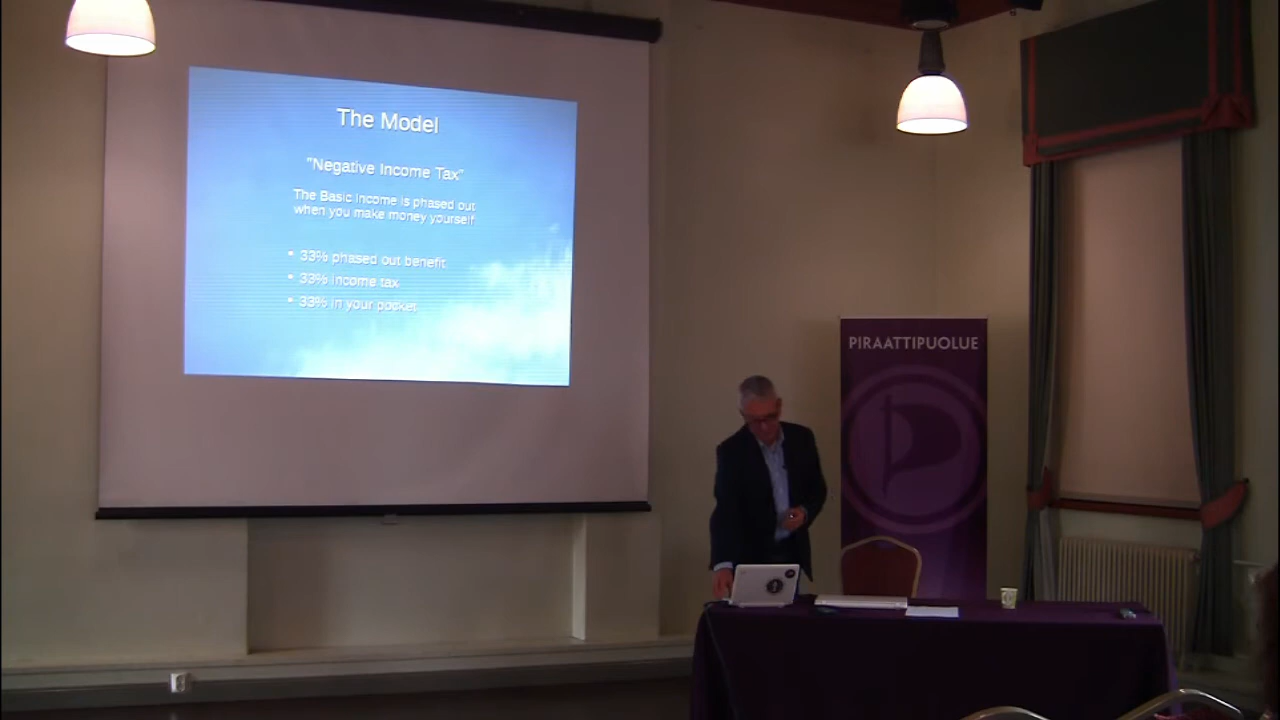 The Model
"Negative Income Tax"
The Basic Income is phased out
when you make money yourself
33% phased out benefit
33% income tax
33% in your pocket
PIRAATTIPUOLUE